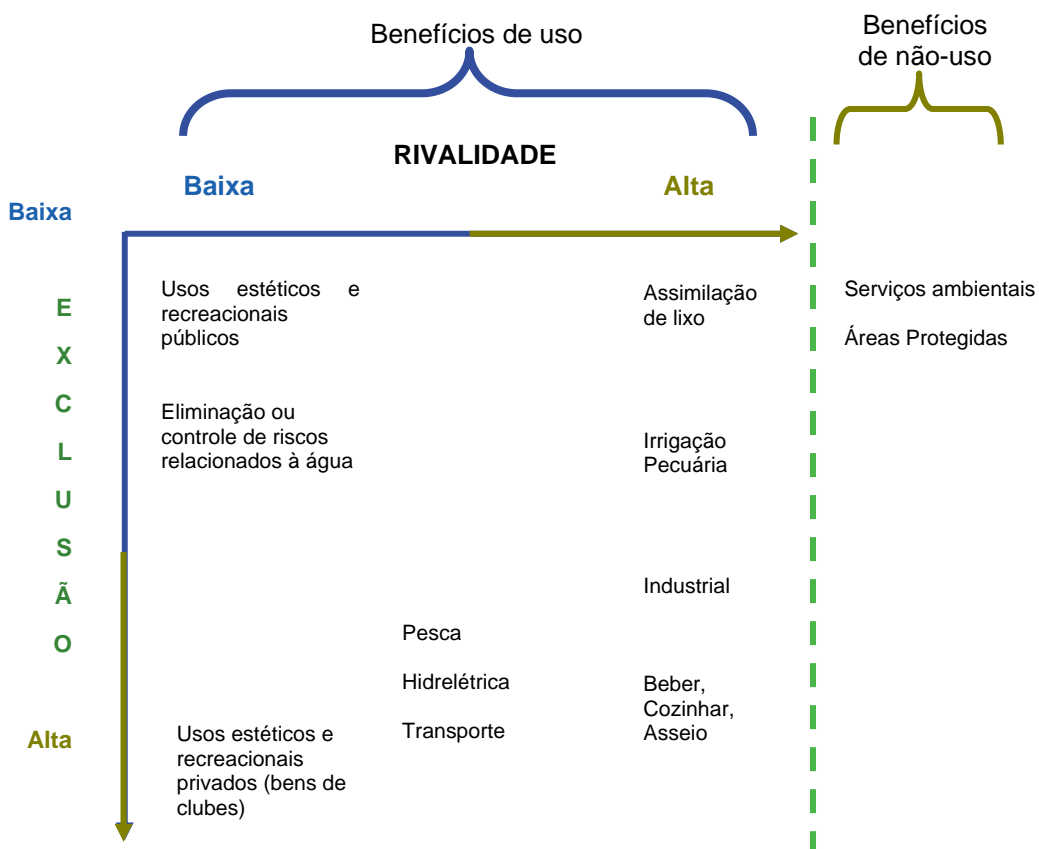 Benefícios de uso
Benefícios
de não-uso
RIVALIDADE
Baixa
Alta
Baixa
E
X
C
L
U
S
Ã
O
Alta
Usos estéticos e
recreacionais
públicos
Assimilação
de lixo
Serviços ambientais
Áreas Protegidas
Eliminação ou
controle de riscos
relacionados à água
Irrigação
Pecuária
Industrial
Pesca
Hidrelétrica
Transporte
Beber,
Cozinhar,
Asseio
Usos estéticos e
recreacionais
privados (bens de
clubes)